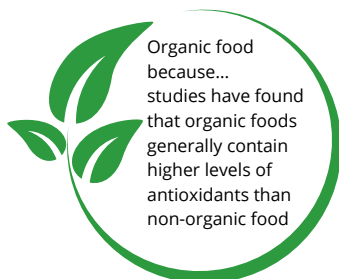 Organic food
because...
studies have found
that organic foods
generally contain
higher levels of
antioxidants than
non-organic food